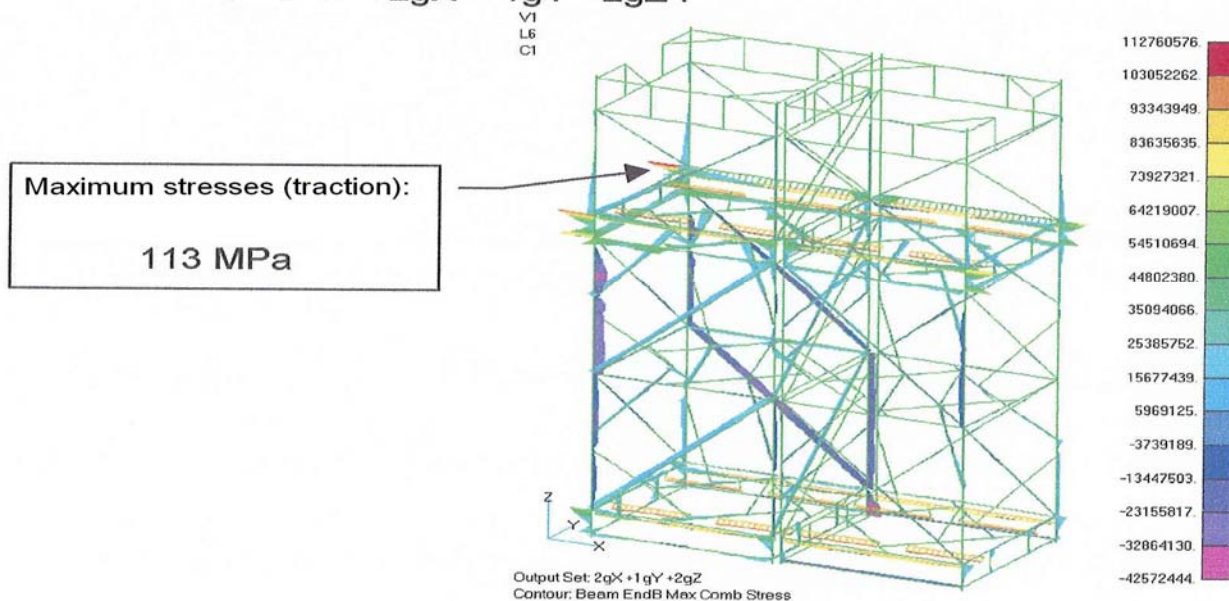 V1
L6
C1
Maximum stresses (traction):
113 MPa
112760576.
103052262.
93343949.
83635635.
73927321.
64219007.
54510694.
44802380.
35094066.
25385752.
15677439.
5969125.
-3739189.
-13447503.
-23155817.
-32864130.
-42572444.
Z
Y
X
Output Set: 2gX +1gY +2gZ
Contour: Beam EndB Max Comb Stress